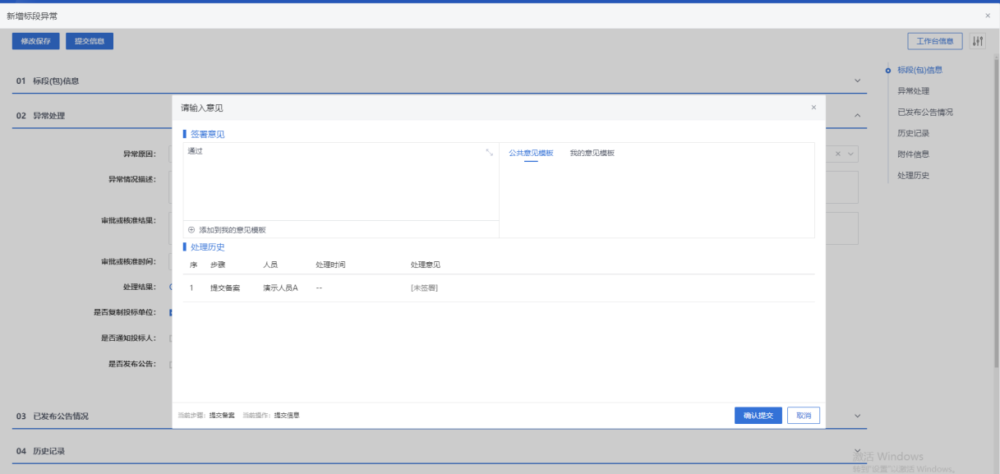 新增标段异常
修改保存 提交信息 工作台信息
01 标段(包)信息
标段(包)信息
异常处理
已发布公告情况
历史记录
附件信息
处理历史
02 异常处理
异常原因：
异常情况描述：
审批或核准结果：
审批或核准时间：
处理结果：
是否复制投标单位：
是否通知投标人：
是否发布公告：
请输入意见
签署意见
通过
公共意见模板 我的意见模板
添加到我的意见模板
处理历史
序 步骤 人员 处理时间 处理意见
1 提交备案 演示人员A -- [未签署]
当前步骤：提交备案 当前操作：提交信息
确认提交 取消
03 已发布公告情况
04 历史记录
激活 Windows
转到"设置"以激活 Windows。